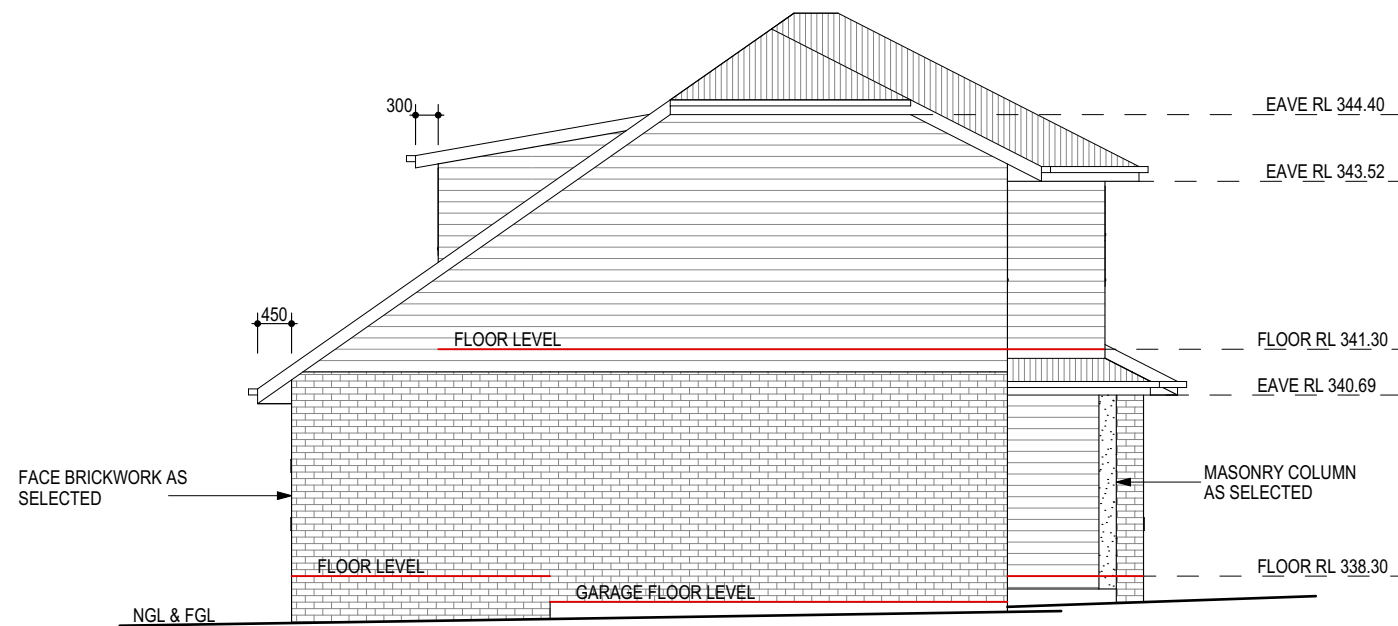 300
EAVE RL 344.40
EAVE RL 343.52
450
FLOOR LEVEL
FLOOR RL 341.30
EAVE RL 340.69
FACE BRICKWORK AS
SELECTED
MASONRY COLUMN
AS SELECTED
FLOOR LEVEL
FLOOR RL 338.30
GARAGE FLOOR LEVEL
NGL & FGL